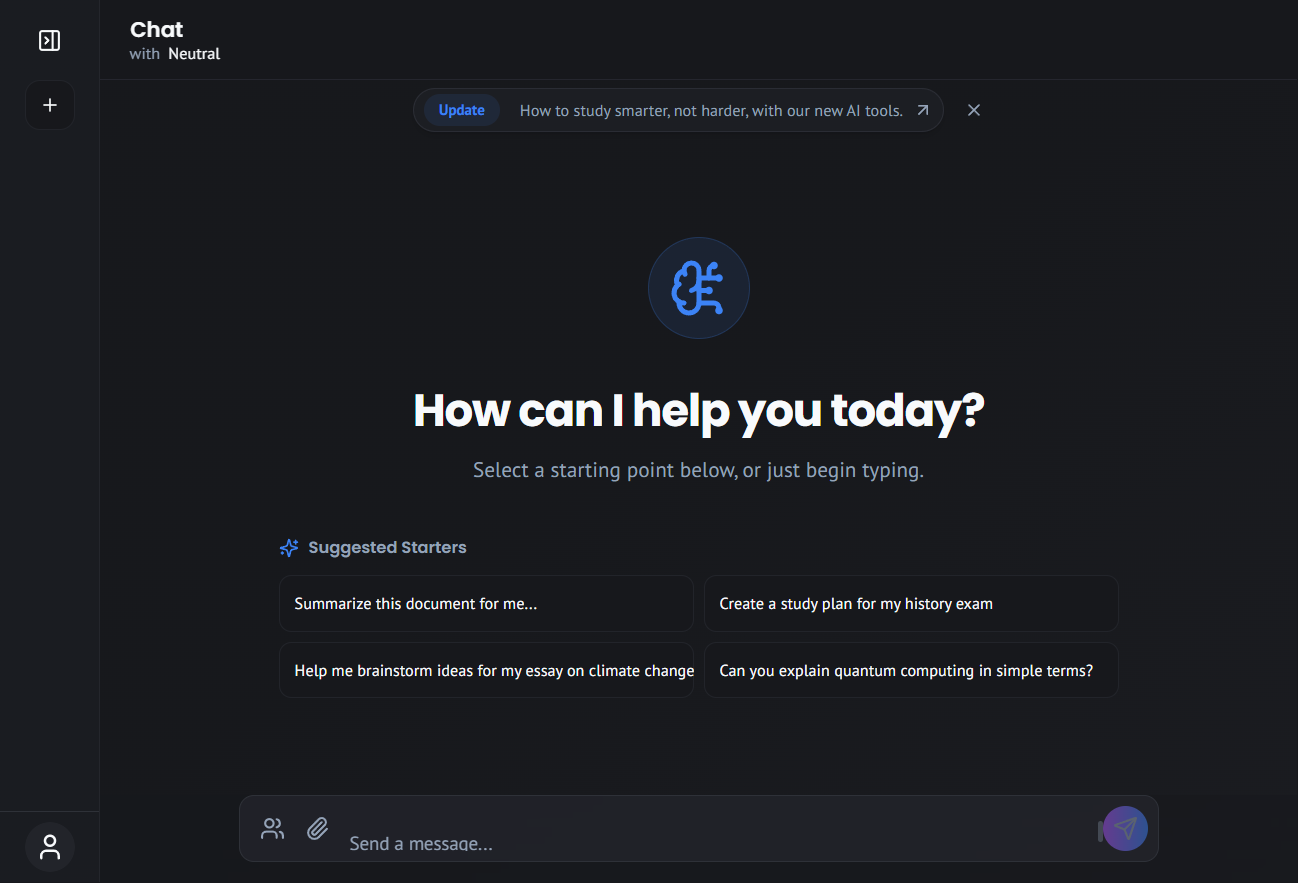 Chat
with Neutral
Update How to study smarter, not harder, with our new AI tools.
How can I help you today?
Select a starting point below, or just begin typing.
Suggested Starters
Summarize this document for me...
Create a study plan for my history exam
Help me brainstorm ideas for my essay on climate change
Can you explain quantum computing in simple terms?
Send a message...